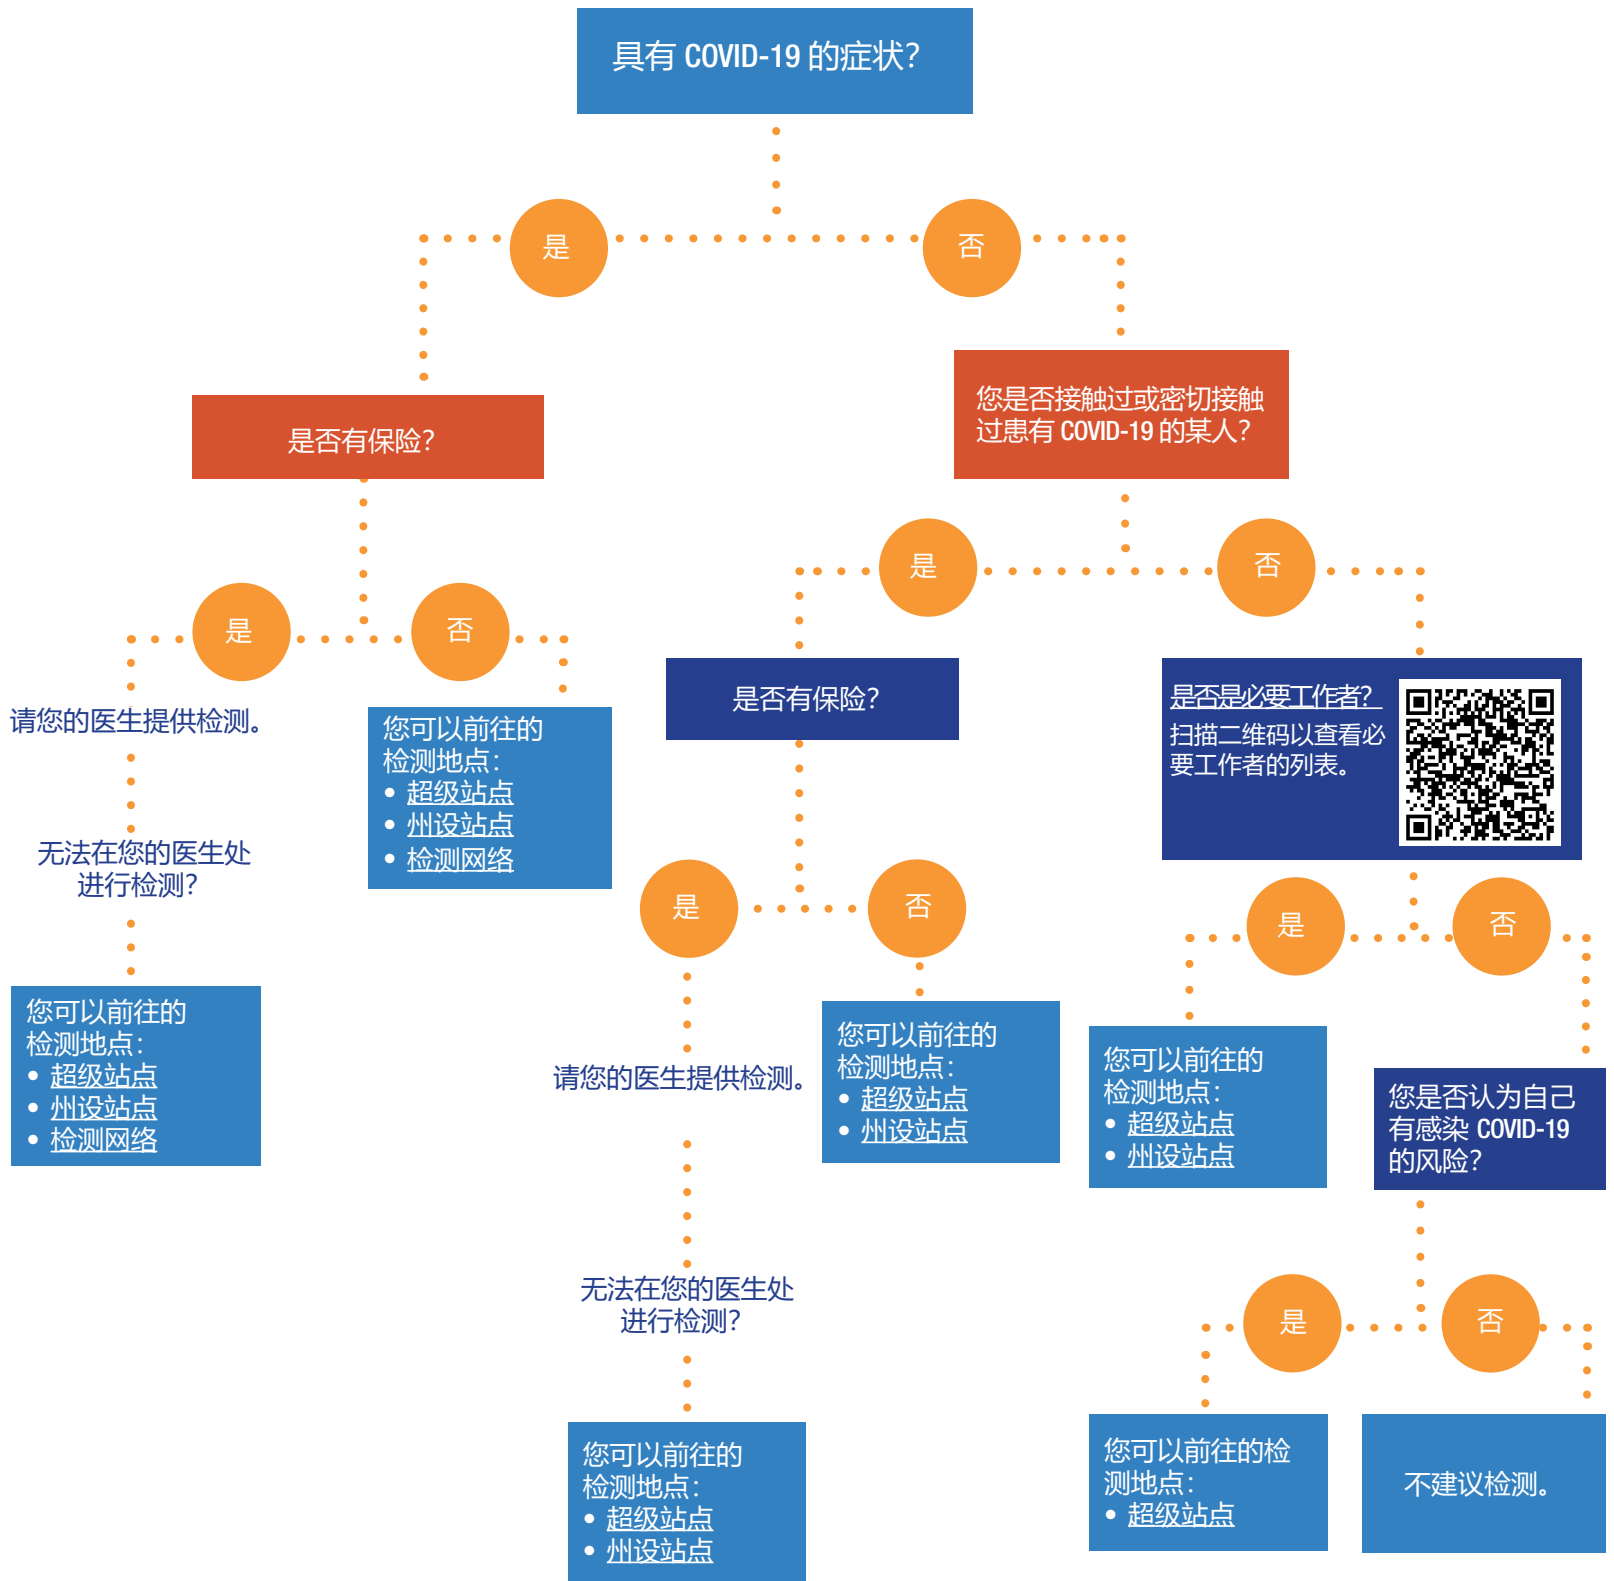 具有 COVID-19 的症状？
是
否
是否有保险？
您是否接触过或密切接触
过患有 COVID-19 的某人？
是
否
是
否
请您的医生提供检测。
无法在您的医生处
进行检测？
您可以前往的
检测地点：
• 超级站点
• 州设站点
• 检测网络
您可以前往的
检测地点：
• 超级站点
• 州设站点
• 检测网络
是否有保险？
是否是必要工作者？
扫描二维码以查看必
要工作者的列表。
是
否
请您的医生提供检测。
无法在您的医生处
进行检测？
您可以前往的
检测地点：
• 超级站点
• 州设站点
您可以前往的
检测地点：
• 超级站点
• 州设站点
是
否
您可以前往的
检测地点：
• 超级站点
• 州设站点
您是否认为自己
有感染 COVID-19
的风险？
是
否
您可以前往的检
测地点：
• 超级站点
不建议检测。